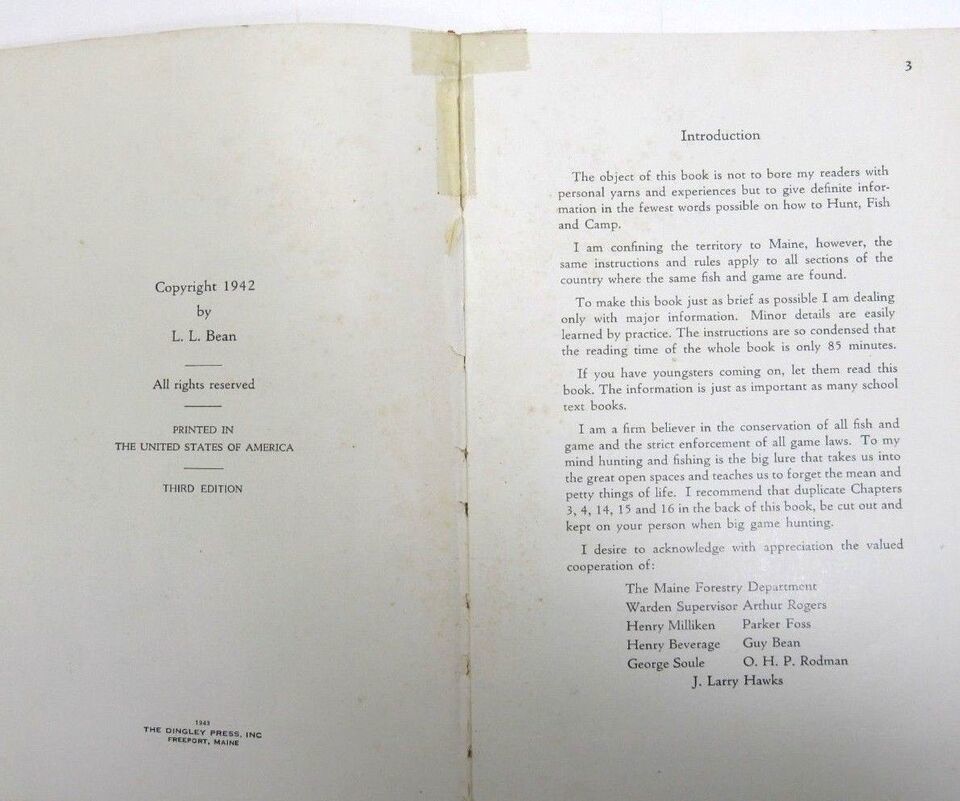 Copyright 1942
by
L. L. Bean
All rights reserved
PRINTED IN
THE UNITED STATES OF AMERICA
THIRD EDITION
1943
THE DINGLEY PRESS, INC
FREEPORT, MAINE
3
Introduction
The object of this book is not to bore my readers with
personal yarns and experiences but to give definite infor-
mation in the fewest words possible on how to Hunt, Fish
and Camp.
I am confining the territory to Maine, however, the
same instructions and rules apply to all sections of the
country where the same fish and game are found.
To make this book just as brief as possible I am dealing
only with major information. Minor details are easily
learned by practice. The instructions are so condensed that
the reading time of the whole book is only 85 minutes.
If you have youngsters coming on, let them read this
book. The information is just as important as many school
text books.
I am a firm believer in the conservation of all fish and
game and the strict enforcement of all game laws. To my
mind hunting and fishing is the big lure that takes us into
the great open spaces and teaches us to forget the mean and
petty things of life. I recommend that duplicate Chapters
3, 4, 14, 15 and 16 in the back of this book, be cut out and
kept on your person when big game hunting.
I desire to acknowledge with appreciation the valued
cooperation of:
The Maine Forestry Department
Warden Supervisor Arthur Rogers
Henry Milliken Parker Foss
Henry Beverage Guy Bean
George Soule O. H. P. Rodman
J. Larry Hawks